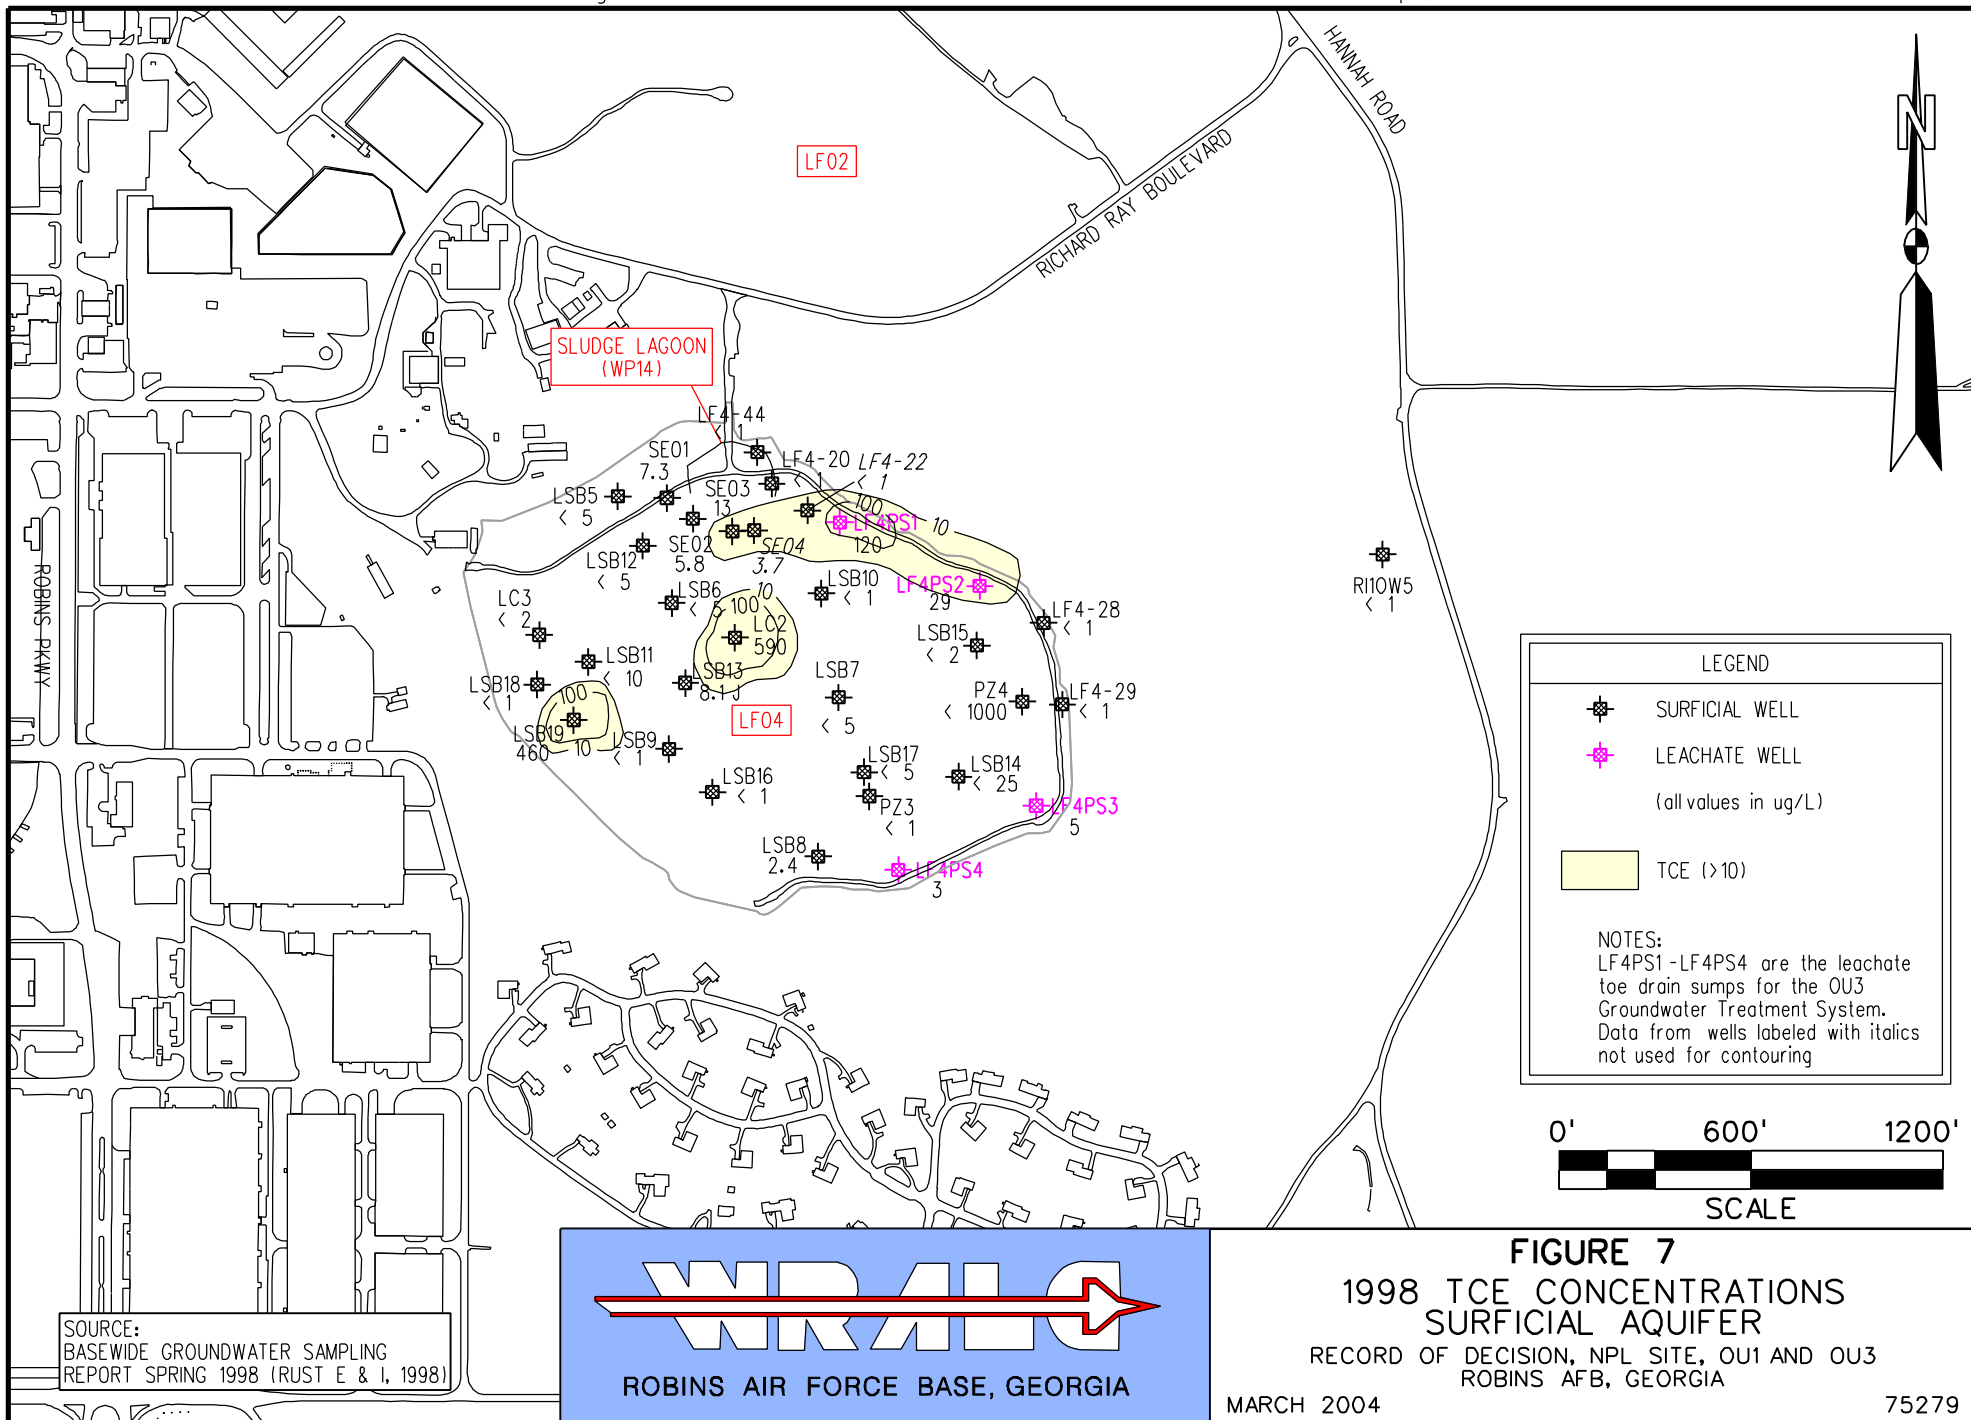 HANNAH ROAD
RICHARD RAY BOULEVARD
N
LF02
SLUDGE LAGOON
(WP14)
LF4-44
< 1
SE01
7.3
LF4-20
< 1
LF4-22
< 1
LSB5
< 5
SE03
13
100
10
LF4PS1
120
SE02
5.8
SE04
3.7
LSB12
< 5
LF4PS2
29
LSB10
< 1
RI10W5
< 1
LSB6
< 5
10
100
LC3
< 2
LC2
590
LF4-28
< 1
LSB15
< 2
LSB11
< 10
LSB13
8.1J
LSB18
< 1
LSB7
< 5
PZ4
< 1000
LF4-29
< 1
100
LSB19
460
10
LF04
LSB9
< 1
LSB16
< 1
LSB17
< 5
LSB14
< 25
PZ3
< 1
LF4PS3
5
LSB8
2.4
LF4PS4
3
ROBINS PKWY
LEGEND
SURFICIAL WELL
LEACHATE WELL
(all values in ug/L)
TCE (>10)
NOTES:
LF4PS1 -LF4PS4 are the leachate
toe drain sumps for the OU3
Groundwater Treatment System.
Data from wells labeled with italics
not used for contouring
0' 600' 1200'
SCALE
SOURCE:
BASEWIDE GROUNDWATER SAMPLING
REPORT SPRING 1998 (RUST E & I, 1998)
WRALC
ROBINS AIR FORCE BASE, GEORGIA
FIGURE 7
1998 TCE CONCENTRATIONS
SURFICIAL AQUIFER
RECORD OF DECISION, NPL SITE, OU1 AND OU3
ROBINS AFB, GEORGIA
MARCH 2004 75279